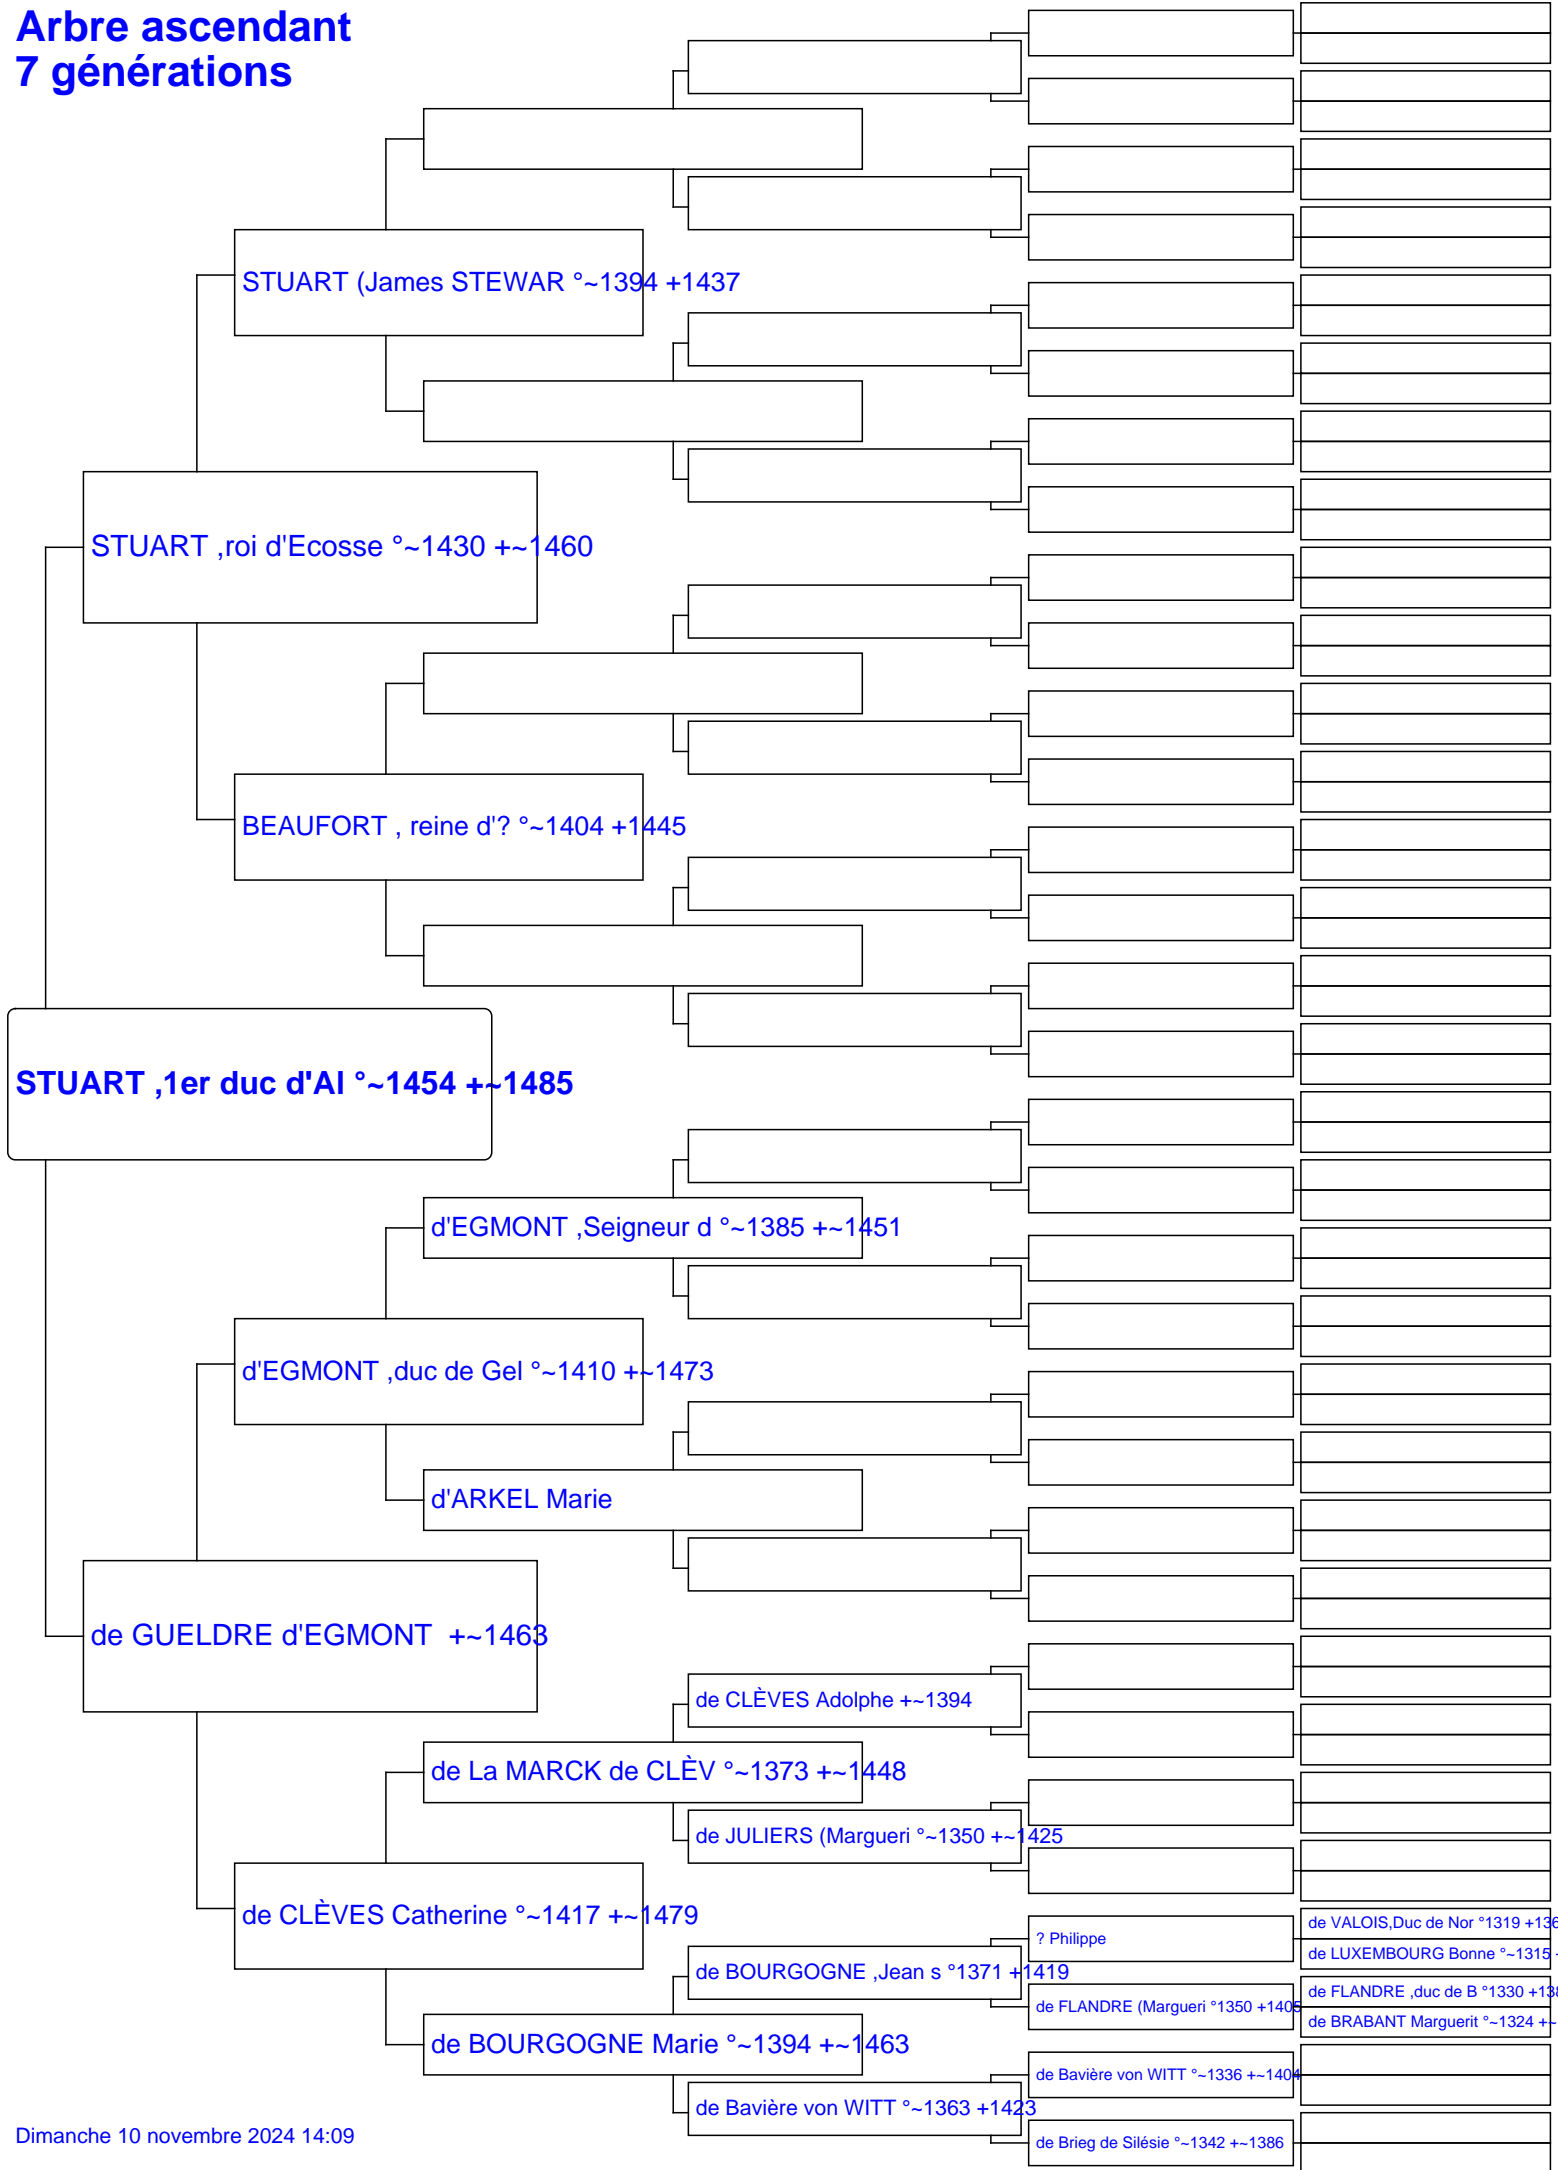 Arbre ascendant
7 générations
STUART (James STEWAR °~1394 +1437
STUART ,roi d'Ecosse °~1430 +~1460
BEAUFORT , reine d'? °~1404 +1445
STUART ,1er duc d'Al °~1454 +~1485
d'EGMONT ,Seigneur d °~1385 +~1451
d'EGMONT ,duc de Gel °~1410 +~1473
d'ARKEL Marie
de GUELDRE d'EGMONT +~1463
de CLÈVES Adolphe +~1394
de La MARCK de CLÈV °~1373 +~1448
de JULIERS (Margueri °~1350 +~1425
de CLÈVES Catherine °~1417 +~1479
de VALOIS,Duc de Nor °1319 +136
? Philippe
de LUXEMBOURG Bonne °~1315 +
de BOURGOGNE ,Jean s °1371 +1419
de FLANDRE ,duc de B °1330 +138
de FLANDRE (Margueri °1350 +1405
de BRABANT Marguerit °~1324 +~
de BOURGOGNE Marie °~1394 +~1463
de Bavière von WITT °~1336 +~1404
de Bavière von WITT °~1363 +1423
de Brieg de Silésie °~1342 +~1386
Dimanche 10 novembre 2024 14:09